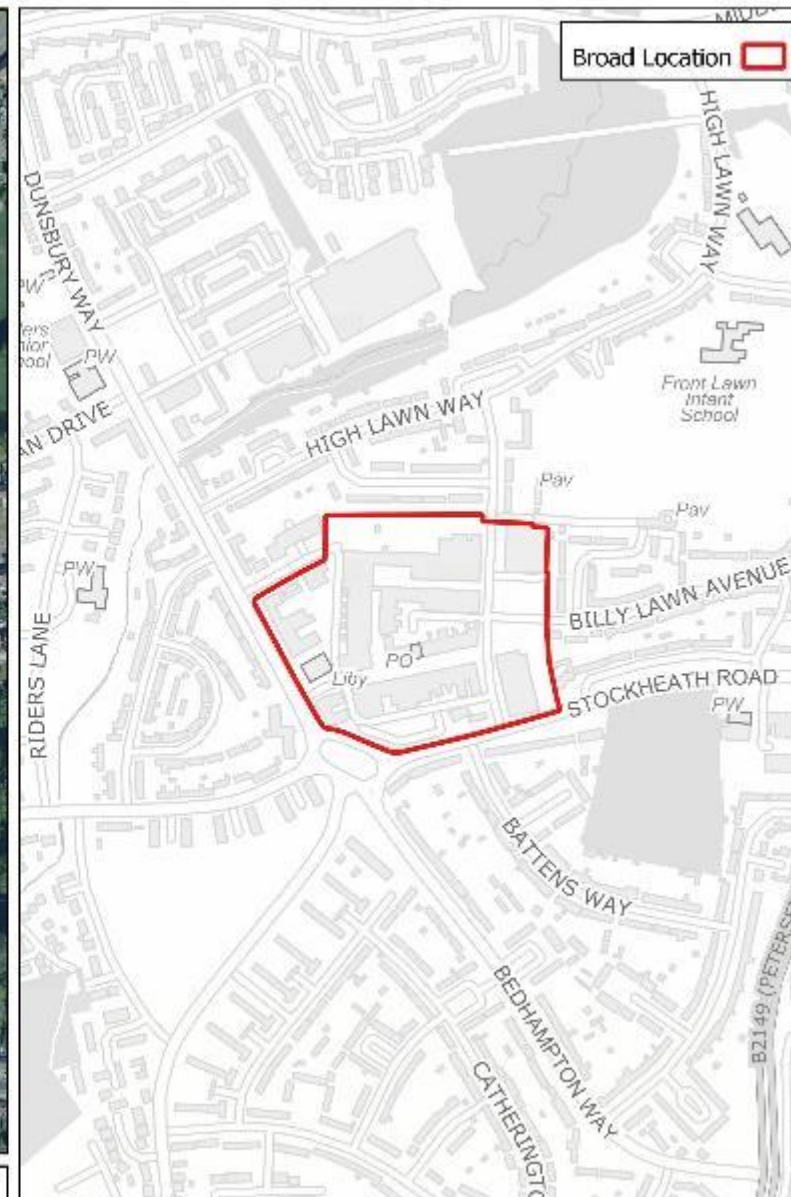 Broad Location
HIGH LAWN WAY
DUNSBURY WAY
PW
PW
Front Lawn
Infant
School
AN DRIVE
HIGH LAWN WAY
Pav
Pav
PW
BILLY LAWN AVENUE
RIDERS LANE
PO
Liby
STOCKHEATH ROAD
PW
BATTENS WAY
BEDHAMPTON WAY
B2149 (PETERSF
CATHERINGTO